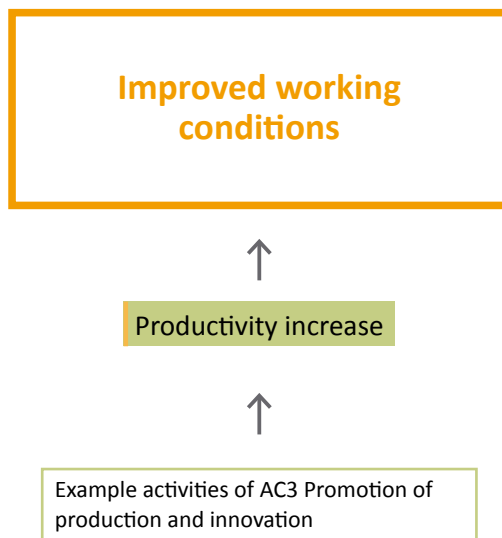 Improved working
conditions
Productivity increase
Example activities of AC3 Promotion of
production and innovation